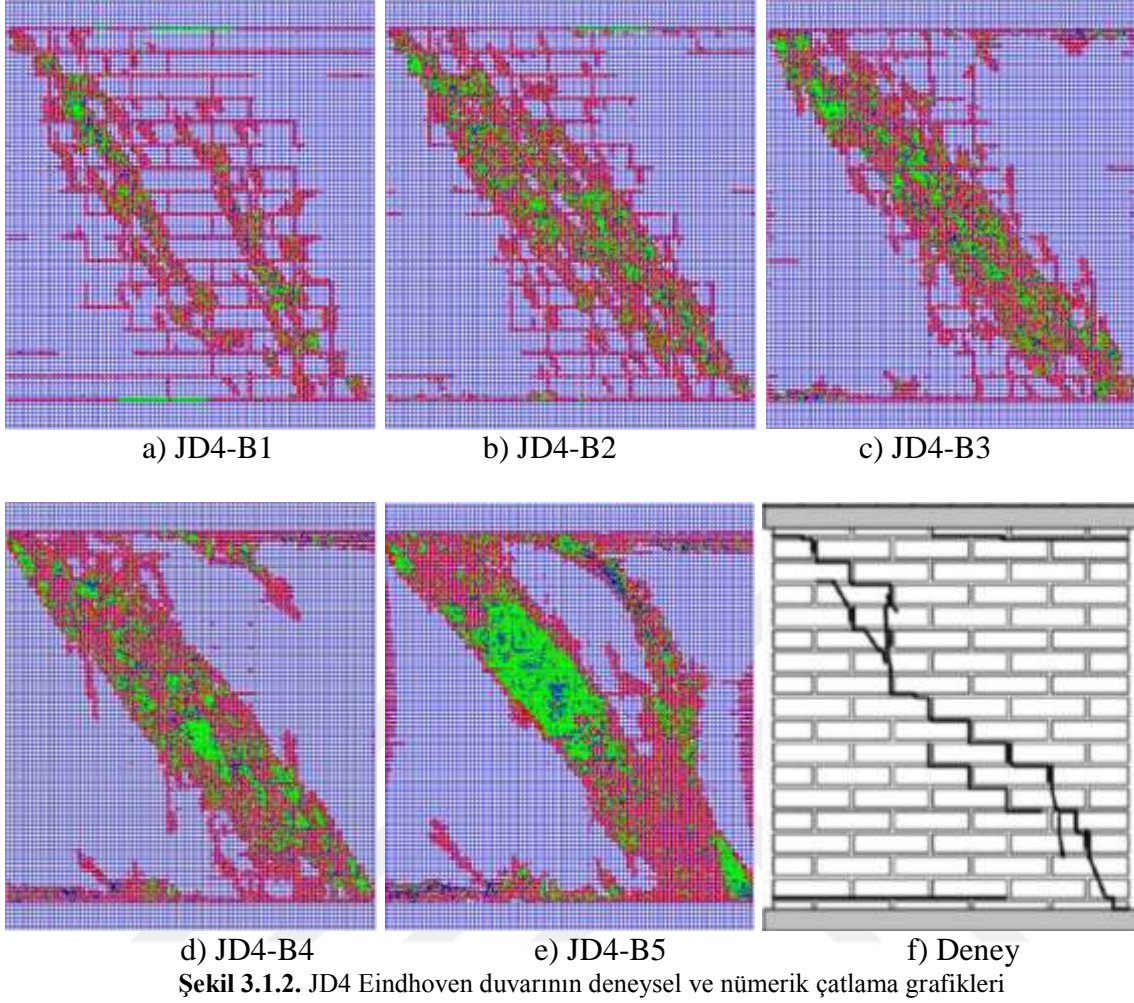 a) JD4-B1
b) JD4-B2
c) JD4-B3
d) JD4-B4
e) JD4-B5
f) Deney
Şekil 3.1.2. JD4 Eindhoven duvarının deneysel ve nümerik çatlama grafikleri